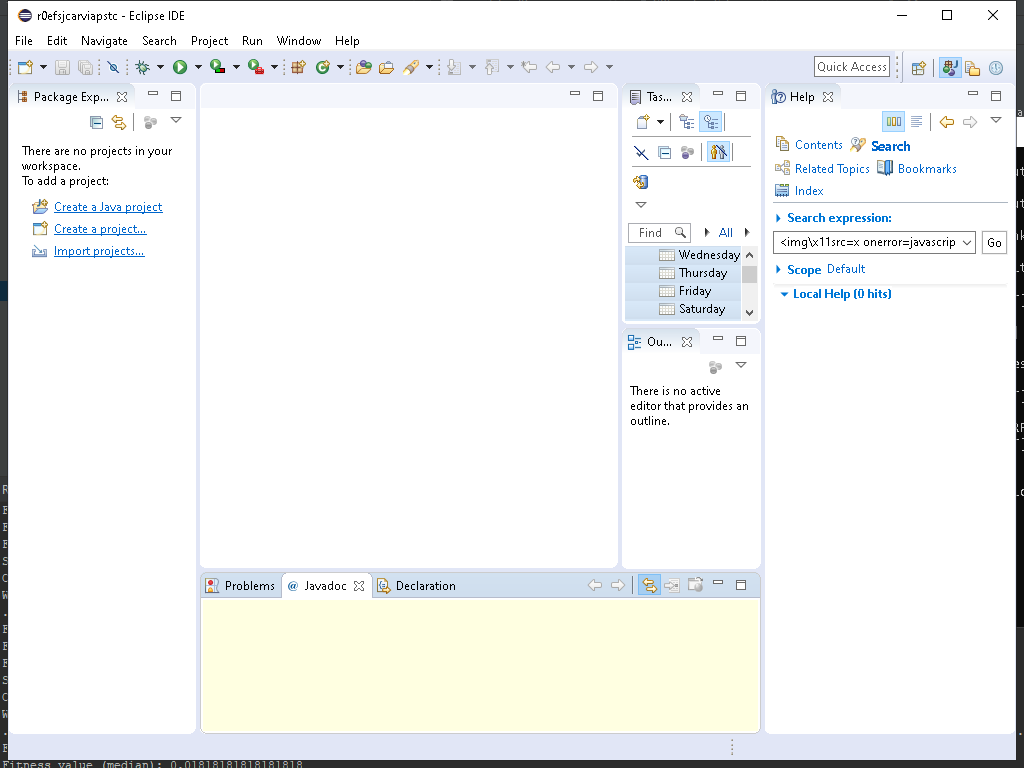 r0efsjcarviapstc - Eclipse IDE
File Edit Navigate Search Project Run Window Help
Quick Access
Package Exp...
There are no projects in your
workspace.
To add a project:
Create a Java project
Create a project...
Import projects...
Tas...
Find
All
Wednesday
Thursday
Friday
Saturday
Ou...
There is no active
editor that provides an
outline.
Help
Contents Search
Related Topics Bookmarks
Index
Search expression:
<img\x11src=x onerror=javascrip
Go
Scope Default
Local Help (0 hits)
Problems @ Javadoc Declaration
Fitness value (median): 0.01818181818181818